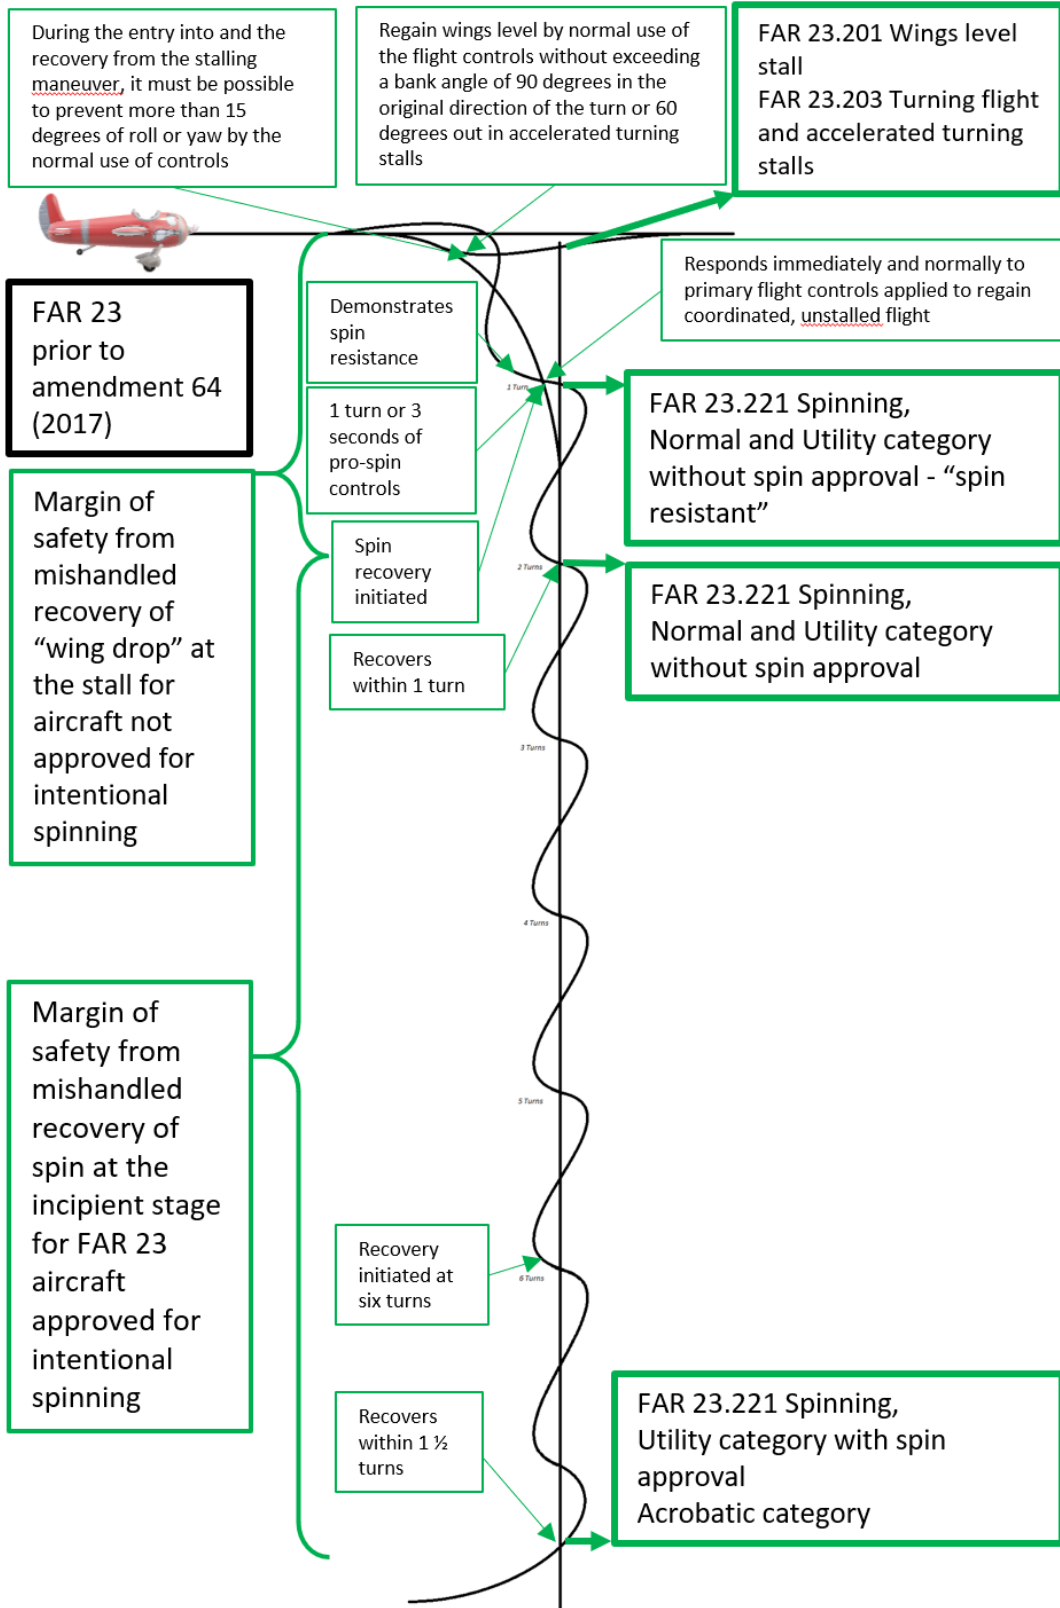 During the entry into and the
recovery from the stalling
maneuver, it must be possible
to prevent more than 15
degrees of roll or yaw by the
normal use of controls
Regain wings level by normal use of
the flight controls without exceeding
a bank angle of 90 degrees in the
original direction of the turn or 60
degrees out in accelerated turning
stalls
FAR 23.201 Wings level
stall
FAR 23.203 Turning flight
and accelerated turning
stalls
Responds immediately and normally to
primary flight controls applied to regain
coordinated, unstalled flight
FAR 23
prior to
amendment 64
(2017)
Demonstrates
spin
resistance
1 Turn
1 turn or 3
seconds of
pro-spin
controls
FAR 23.221 Spinning,
Normal and Utility category
without spin approval - “spin
resistant”
Margin of
safety from
mishandled
recovery of
“wing drop” at
the stall for
aircraft not
approved for
intentional
spinning
Spin
recovery
initiated
2 Turns
FAR 23.221 Spinning,
Normal and Utility category
without spin approval
Recovers
within 1 turn
3 Turns
4 Turns
Margin of
safety from
mishandled
recovery of
spin at the
incipient stage
for FAR 23
aircraft
approved for
intentional
spinning
5 Turns
Recovery
initiated at
six turns
6 Turns
Recovers
within 1 ½
turns
FAR 23.221 Spinning,
Utility category with spin
approval
Acrobatic category